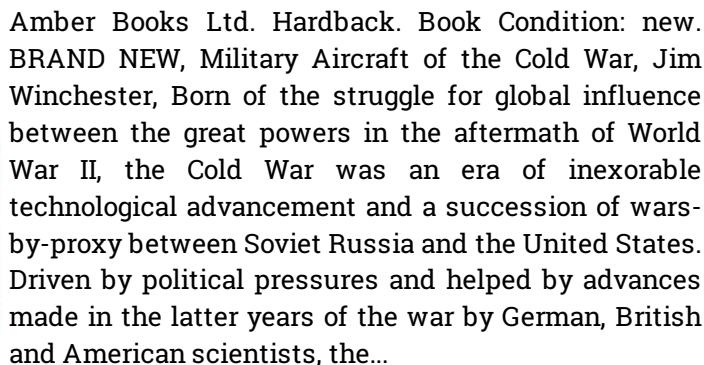 Amber Books Ltd. Hardback. Book Condition: new.
BRAND NEW, Military Aircraft of the Cold War, Jim
Winchester, Born of the struggle for global influence
between the great powers in the aftermath of World
War II, the Cold War was an era of inexorable
technological advancement and a succession of wars-
by-proxy between Soviet Russia and the United States.
Driven by political pressures and helped by advances
made in the latter years of the war by German, British
and American scientists, the...